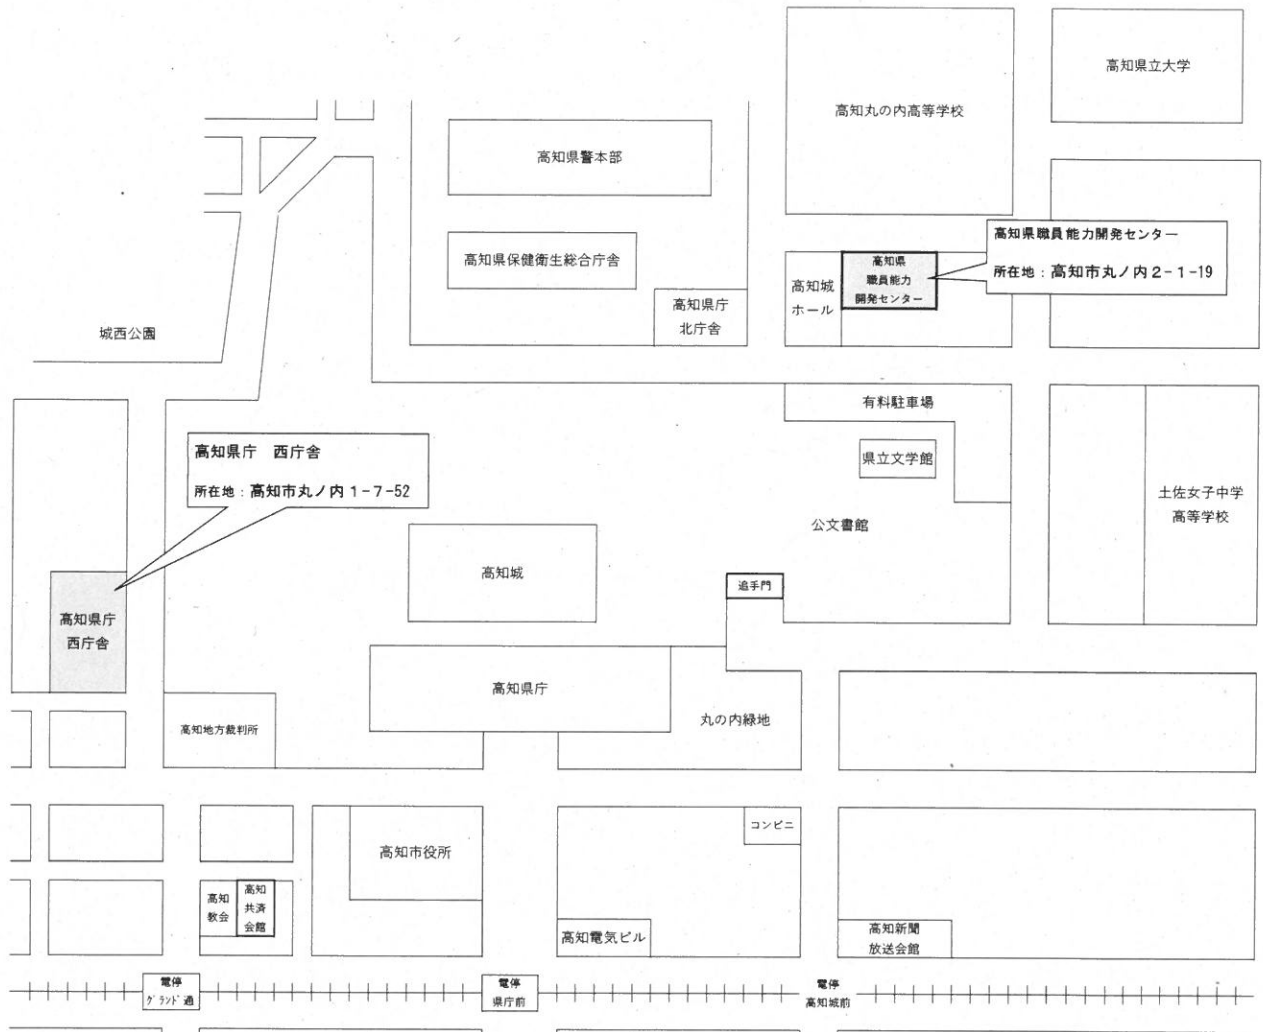 高知県立大学
高知丸の内高等学校
高知県警本部
高知県職員能力開発センター
所在地：高知市丸ノ内２-１-19
高知県保健衛生総合庁舎
高知県
職員能力
開発センター
高知城
ホール
高知県庁
北庁舎
城西公園
有料駐車場
高知県庁　西庁舎
所在地：高知市丸ノ内１-７-52
県立文学館
土佐女子中学
高等学校
公文書館
高知城
追手門
高知県庁
西庁舎
高知県庁
丸の内緑地
高知地方裁判所
コンビニ
高知市役所
高知
教会
高知
共済
会館
高知電気ビル
高知新聞
放送会館
電停
グランド通
電停
県庁前
電停
高知城前